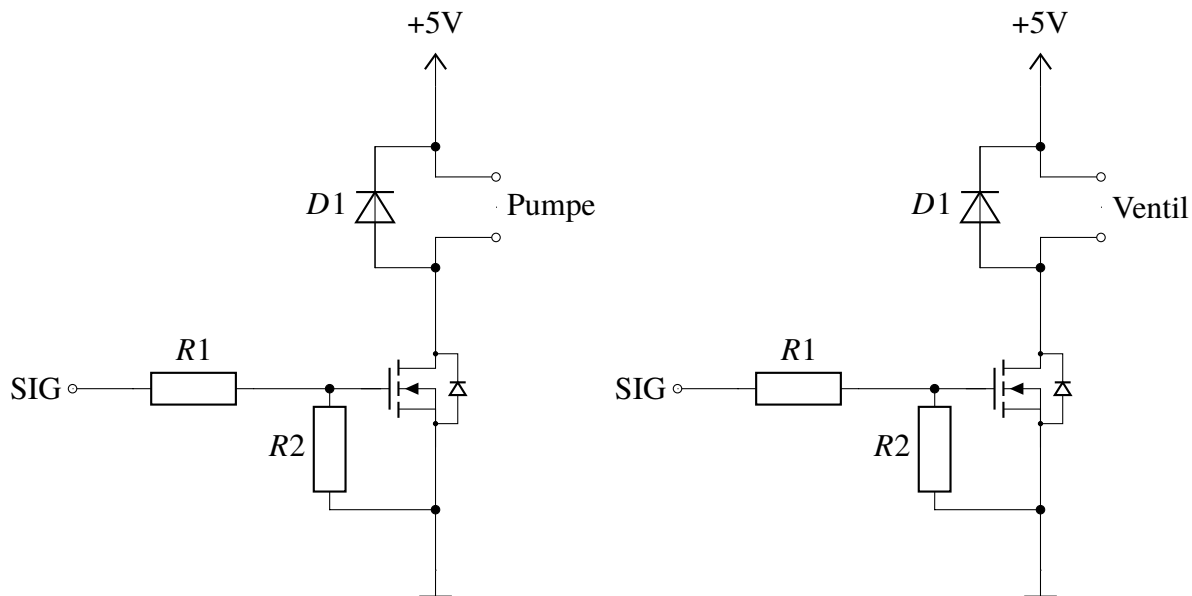 +5V
D1
Pumpe
R1
SIG
R2
+5V
D1
Ventil
R1
SIG
R2